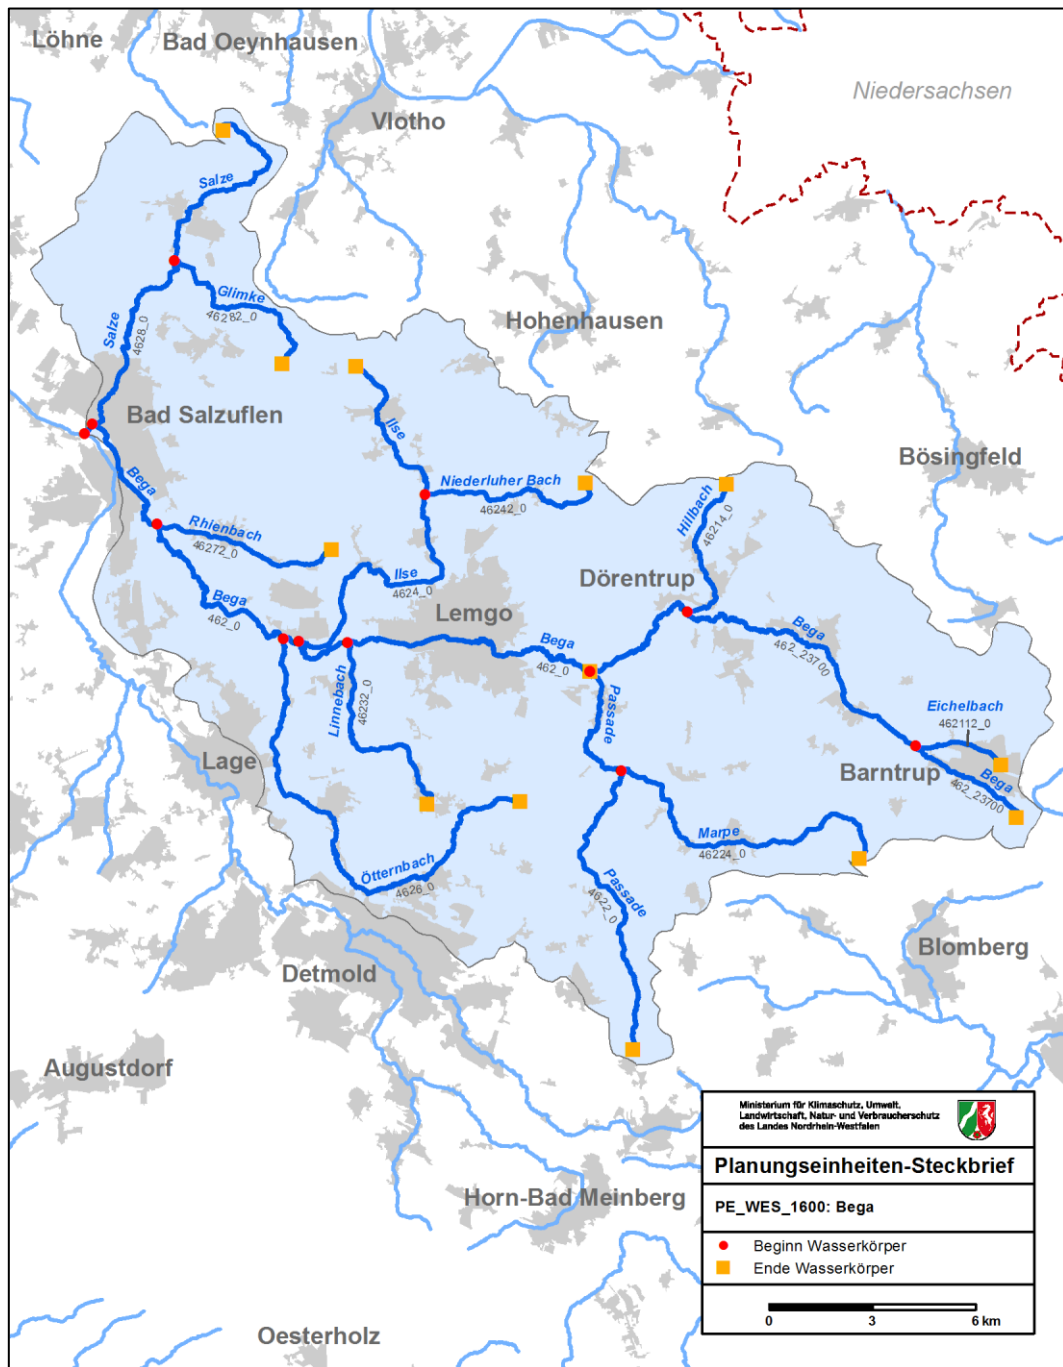 Löhne
Bad Oeynhausen
Niedersachsen
Vlotho
Salze
Glimke
46282_0
Salze
4628_0
Hohenhausen
Bad Salzuflen
Ilse
Bösingfeld
Bega
Niederluher Bach
46242_0
Hillbach
46214_0
Rhienbach
46272_0
Ilse
4624_0
Dörentrup
Bega
462_0
Lemgo
Bega
462_0
Bega
462_23700
Linnebach
46232_0
Passade
Eichelbach
462112_0
Lage
Barntrup
Bega
462_23700
Marpe
46224_0
Ötternbach
4626_0
Passade
4622_0
Blomberg
Detmold
Augustdorf
Horn-Bad Meinberg
Oesterholz
Ministerium für Klimaschutz, Umwelt,
Landwirtschaft, Natur- und Verbraucherschutz
des Landes Nordrhein-Westfalen
Planungseinheiten-Steckbrief
PE_WES_1600: Bega
Beginn Wasserkörper
Ende Wasserkörper
0 3 6 km